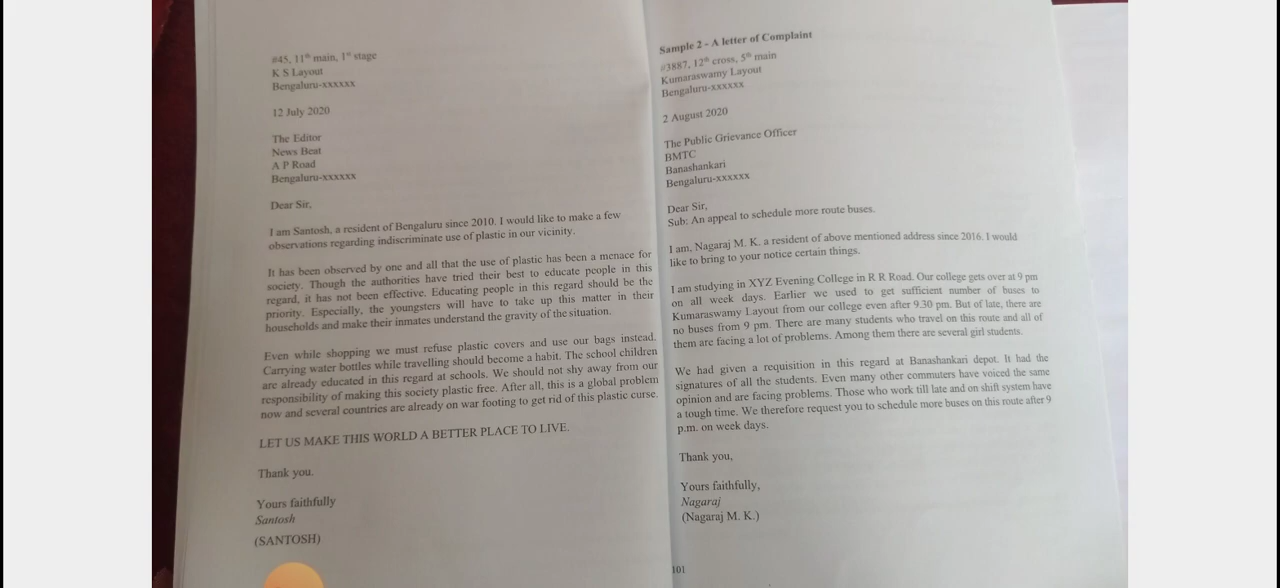 #45, 11th main, 1st stage
K S Layout
Bengaluru-xxxxxx
12 July 2020
The Editor
News Beat
A P Road
Bengaluru-xxxxxx
Dear Sir,
I am Santosh, a resident of Bengaluru since 2010. I would like to make a few
observations regarding indiscriminate use of plastic in our vicinity.
It has been observed by one and all that the use of plastic has been a menace for
society. Though the authorities have tried their best to educate people in this
regard, it has not been effective. Educating people in this regard should be the
priority. Especially, the youngsters will have to take up this matter in their
households and make their inmates understand the gravity of the situation.
Even while shopping we must refuse plastic covers and use our bags instead.
Carrying water bottles while travelling should become a habit. The school children
are already educated in this regard at schools. We should not shy away from our
responsibility of making this society plastic free. After all, this is a global problem
now and several countries are already on war footing to get rid of this plastic curse.
LET US MAKE THIS WORLD A BETTER PLACE TO LIVE.
Thank you.
Yours faithfully
Santosh
(SANTOSH)
Sample 2 - A letter of Complaint
#3887, 12th cross, 5th main
Kumaraswamy Layout
Bengaluru-xxxxxx
2 August 2020
The Public Grievance Officer
BMTC
Banashankari
Bengaluru-xxxxxx
Dear Sir,
Sub: An appeal to schedule more route buses.
I am, Nagaraj M. K. a resident of above mentioned address since 2016. I would
like to bring to your notice certain things.
I am studying in XYZ Evening College in R R Road. Our college gets over at 9 pm
on all week days. Earlier we used to get sufficient number of buses to
Kumaraswamy Layout from our college even after 9.30 pm. But of late, there are
no buses from 9 pm. There are many students who travel on this route and all of
them are facing a lot of problems. Among them there are several girl students.
We had given a requisition in this regard at Banashankari depot. It had the
signatures of all the students. Even many other commuters have voiced the same
opinion and are facing problems. Those who work till late and on shift system have
a tough time. We therefore request you to schedule more buses on this route after 9
p.m. on week days.
Thank you,
Yours faithfully,
Nagaraj
(Nagaraj M. K.)
101